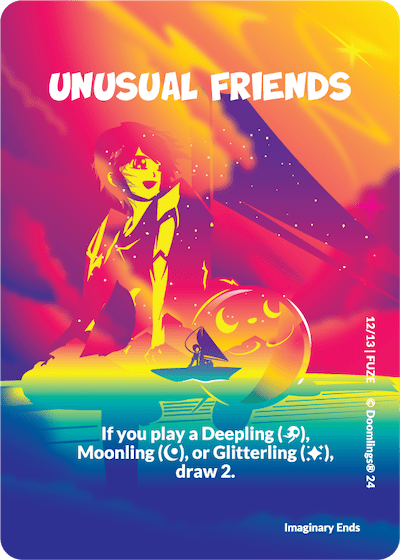 UNUSUAL FRIENDS
12/13 | FUZE © Doomlings® 24
If you play a Deepling (),
Moonling (), or Glitterling (),
draw 2.
Imaginary Ends